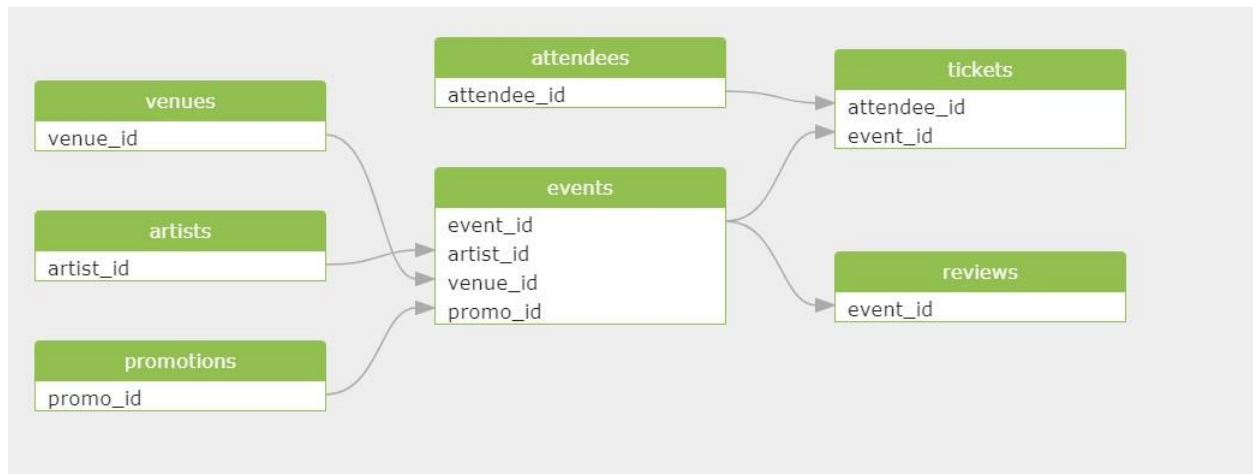 venues
venue_id
artists
artist_id
promotions
promo_id
attendees
attendee_id
events
event_id
artist_id
venue_id
promo_id
tickets
attendee_id
event_id
reviews
event_id